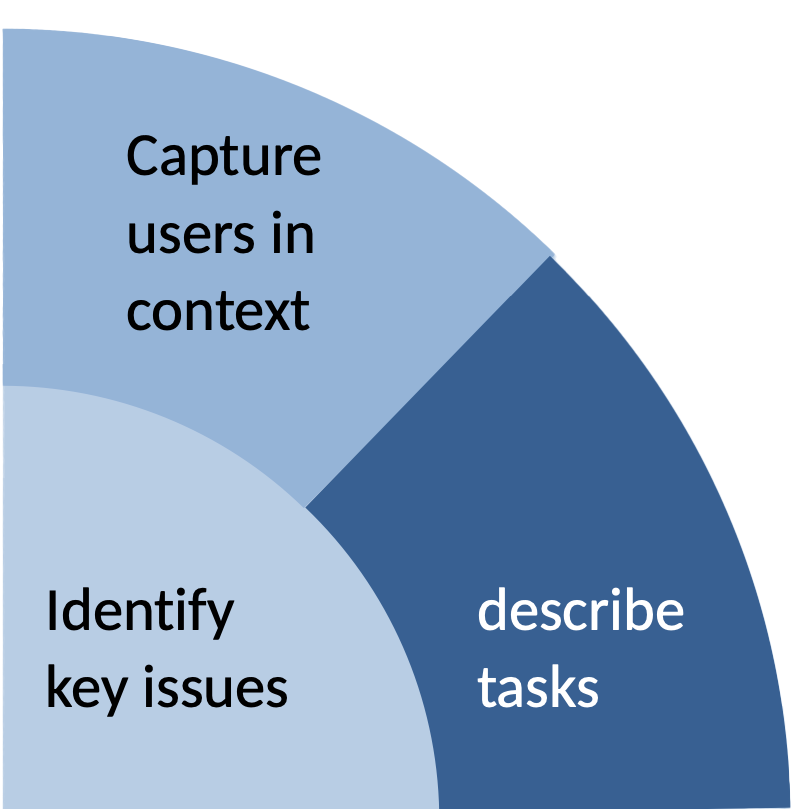 Capture
users in
context
Identify
key issues
describe
tasks